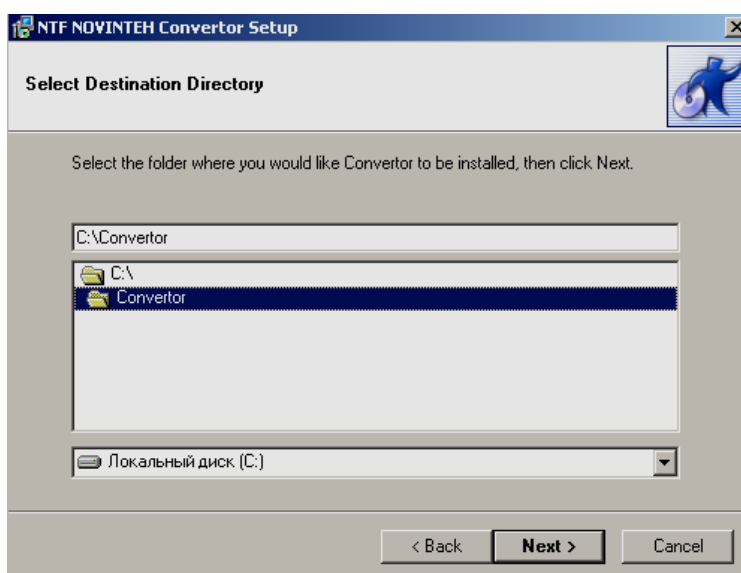 NTF NOVINTEH Convertor Setup
Select Destination Directory
Select the folder where you would like Convertor to be installed, then click Next.
C:\Convertor
C:\
Convertor
Локальный диск (C:)
< Back Next > Cancel